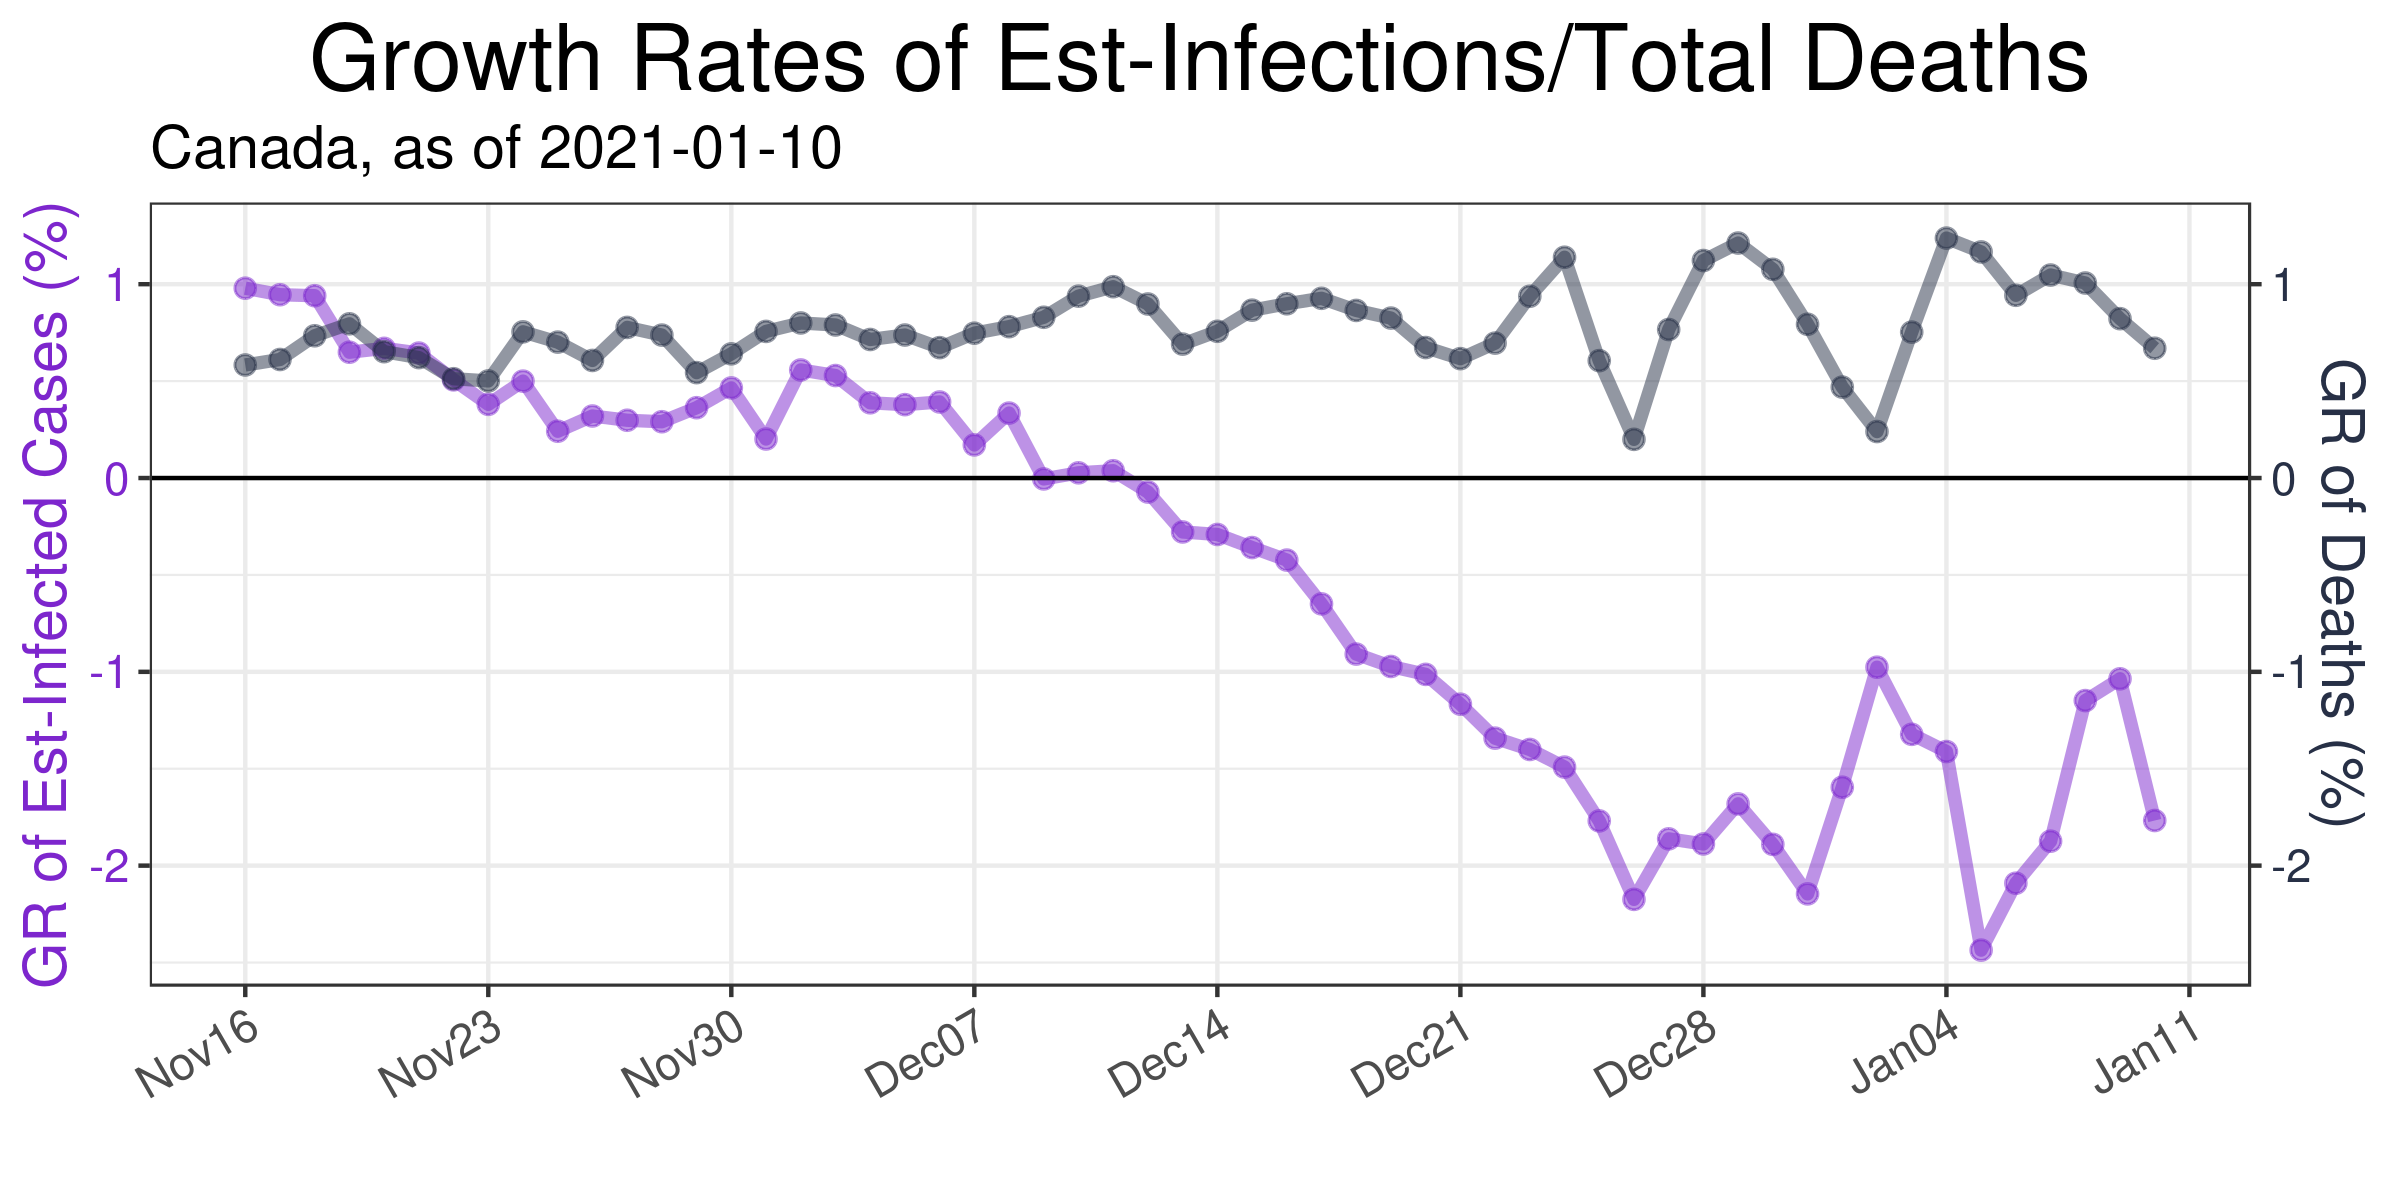 Growth Rates of Est-Infections/Total Deaths
Canada, as of 2021-01-10
GR of Est-Infected Cases (%)
1
0
-1
-2
1
0
-1
-2
GR of Deaths (%)
Nov16
Nov23
Nov30
Dec07
Dec14
Dec21
Dec28
Jan04
Jan11